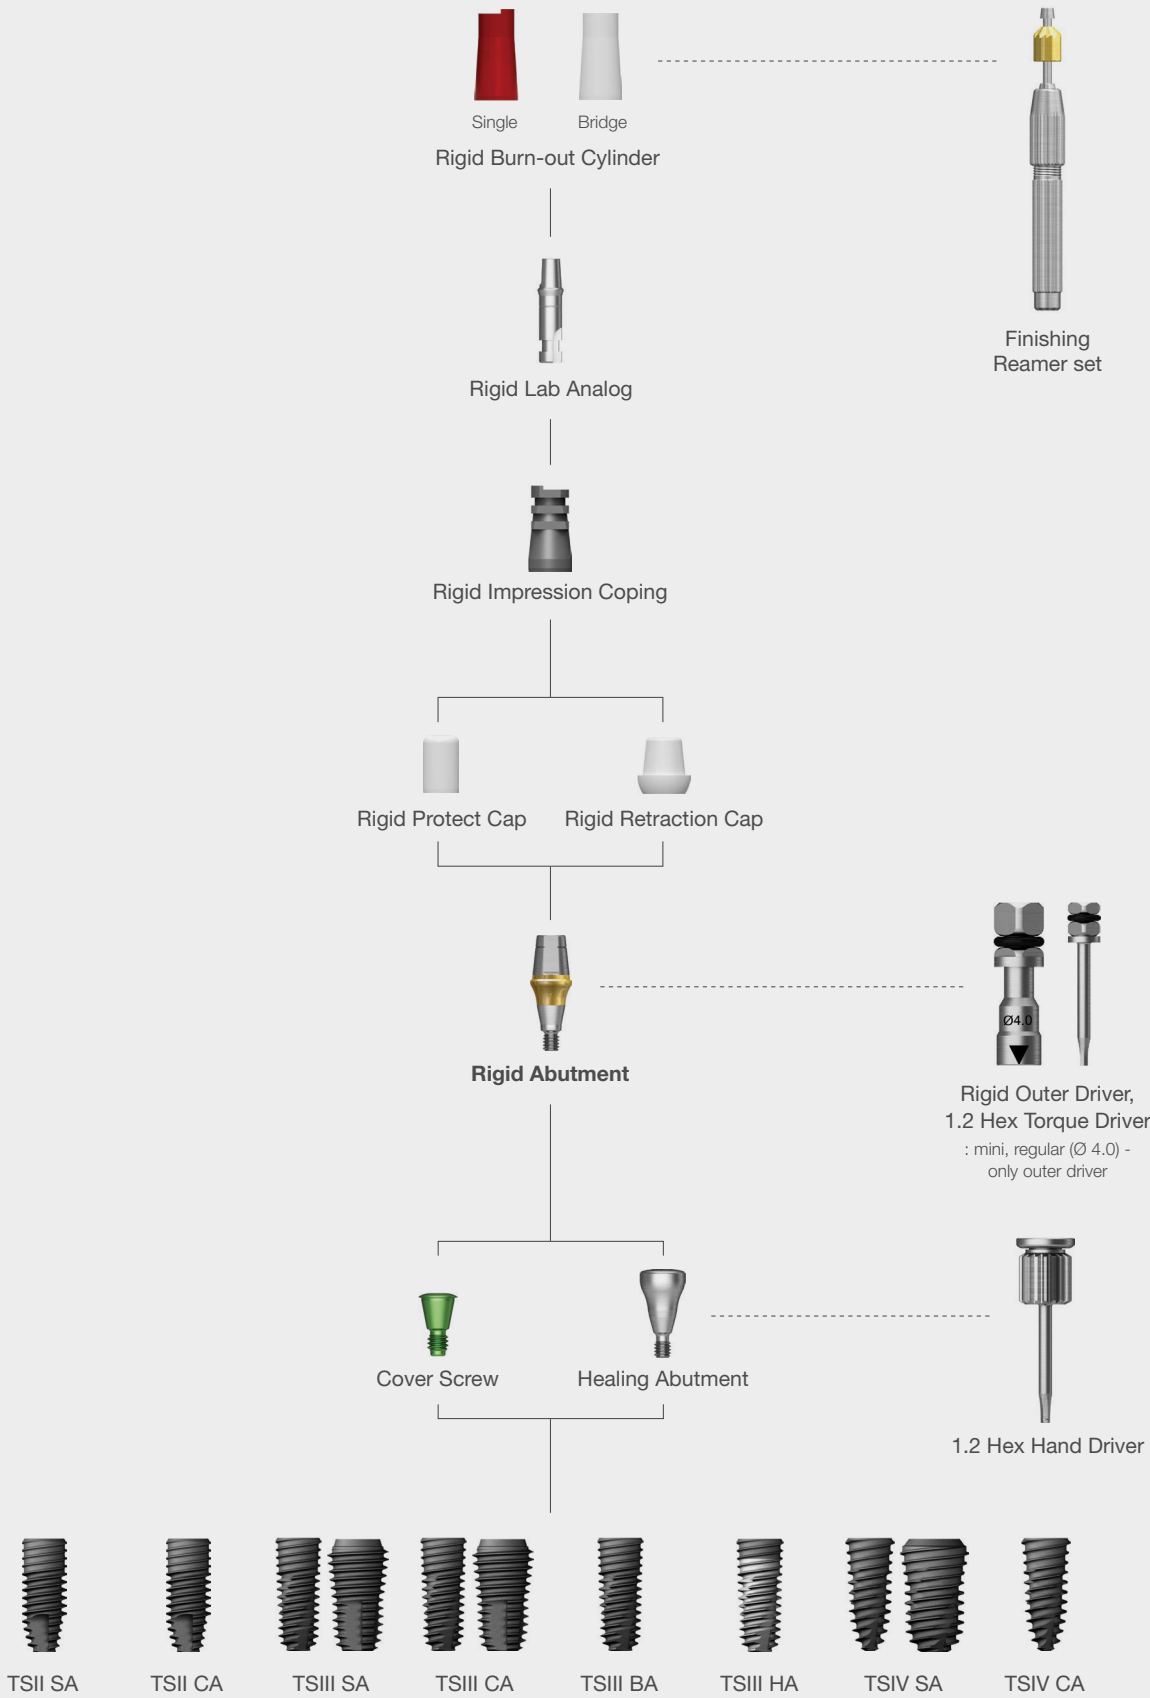 Single
Bridge
Rigid Burn-out Cylinder
Finishing
Reamer set
Rigid Lab Analog
Rigid Impression Coping
Rigid Protect Cap
Rigid Retraction Cap
Ø4.0
Rigid Abutment
Rigid Outer Driver,
1.2 Hex Torque Driver
: mini, regular (Ø 4.0) -
only outer driver
Cover Screw
Healing Abutment
1.2 Hex Hand Driver
TSII SA
TSII CA
TSIII SA
TSIII CA
TSIII BA
TSIII HA
TSIV SA
TSIV CA